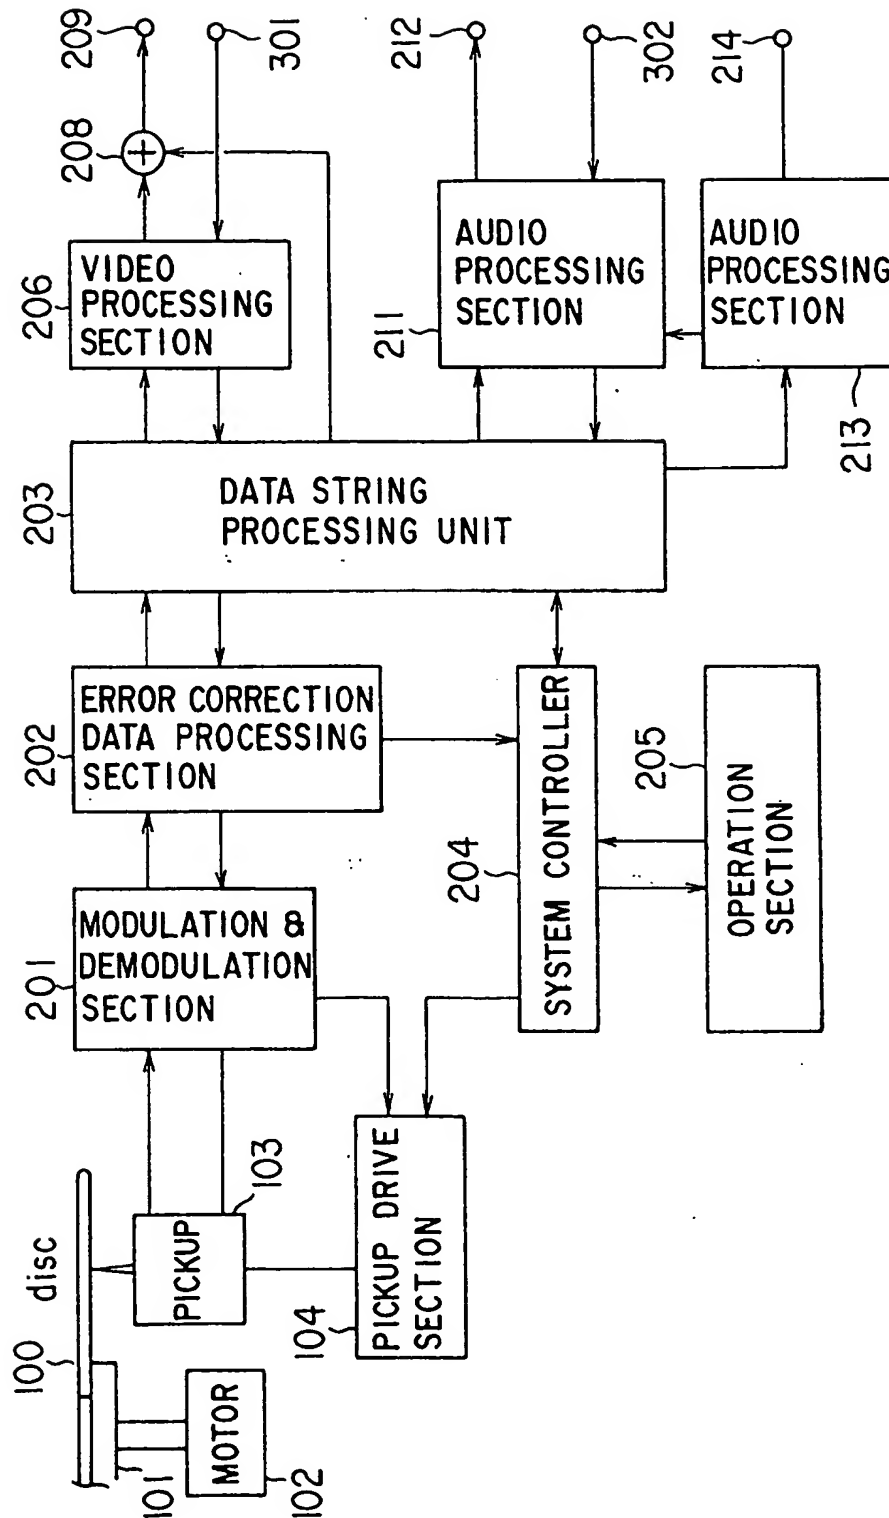 209
301
212
302
214
208
206
VIDEO
PROCESSING
SECTION
211
AUDIO
PROCESSING
SECTION
AUDIO
PROCESSING
SECTION
213
203
DATA STRING
PROCESSING UNIT
202
ERROR CORRECTION
DATA PROCESSING
SECTION
204
SYSTEM CONTROLLER
205
OPERATION
SECTION
201
MODULATION &
DEMODULATION
SECTION
disc
100
103
PICKUP
104
PICKUP DRIVE
SECTION
101
MOTOR
102